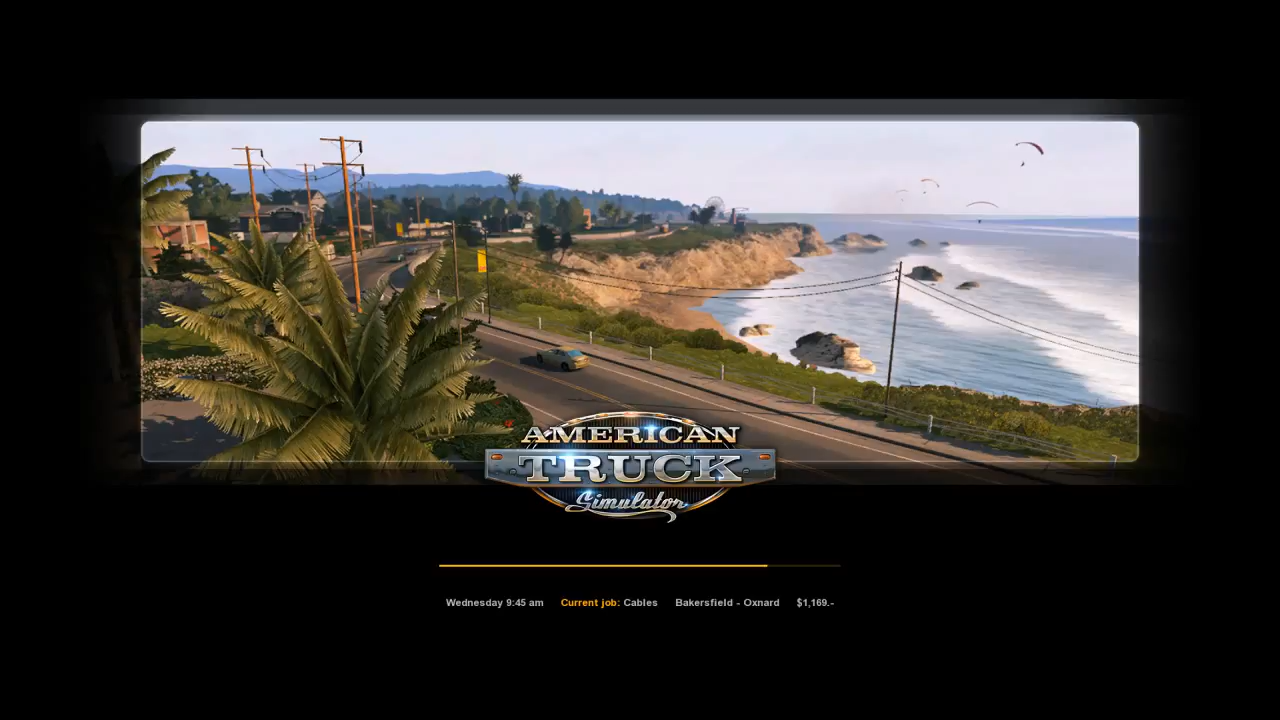 AMERICAN
TRUCK
Simulator
Wednesday 9:45 am Current job: Cables Bakersfield - Oxnard $1,169.-